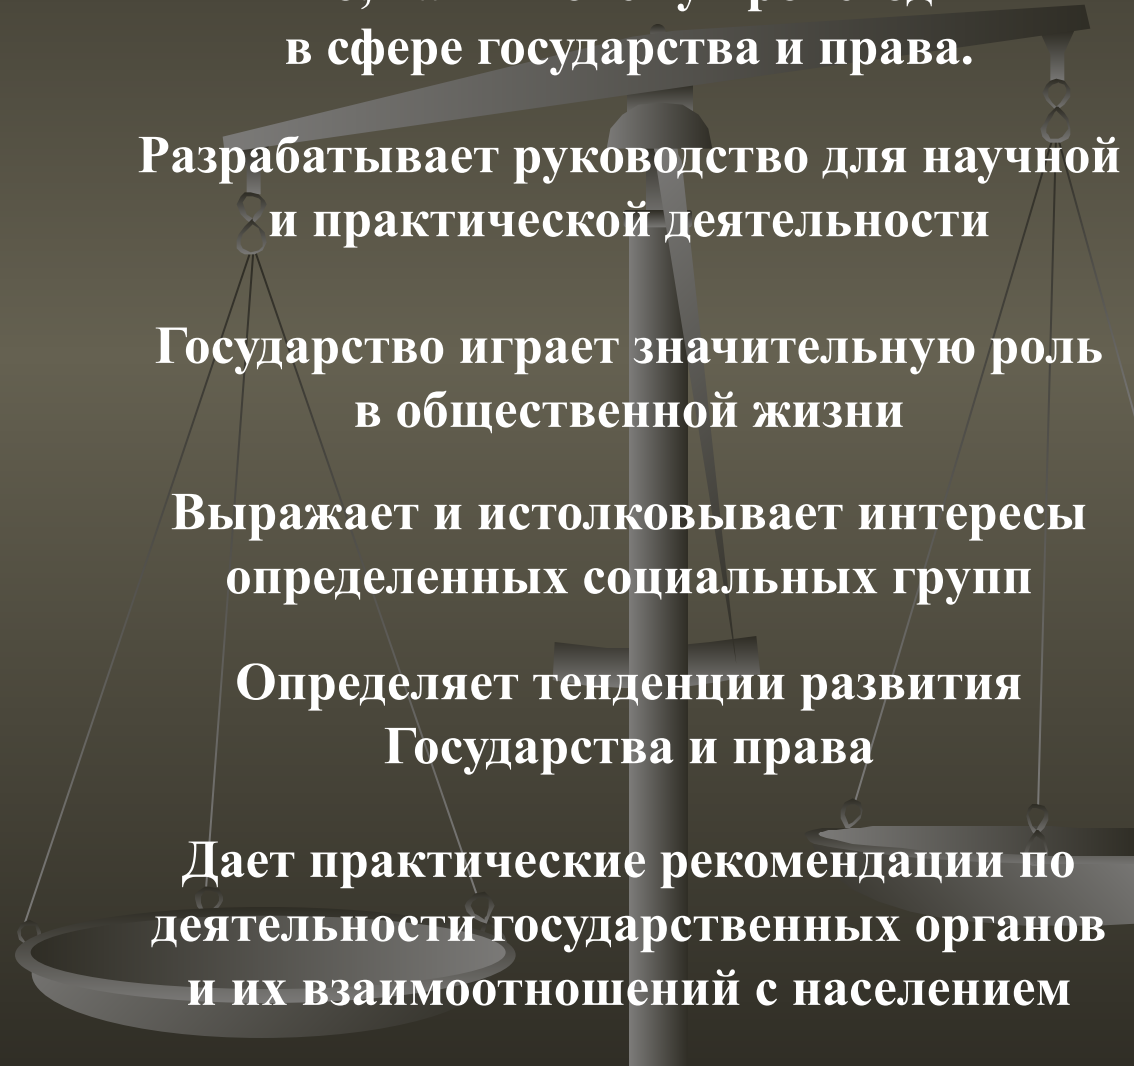 в сфере государства и права.
Разрабатывает руководство для научной
и практической деятельности
Государство играет значительную роль
в общественной жизни
Выражает и истолковывает интересы
определенных социальных групп
Определяет тенденции развития
Государства и права
Дает практические рекомендации по
деятельности государственных органов
и их взаимоотношений с населением